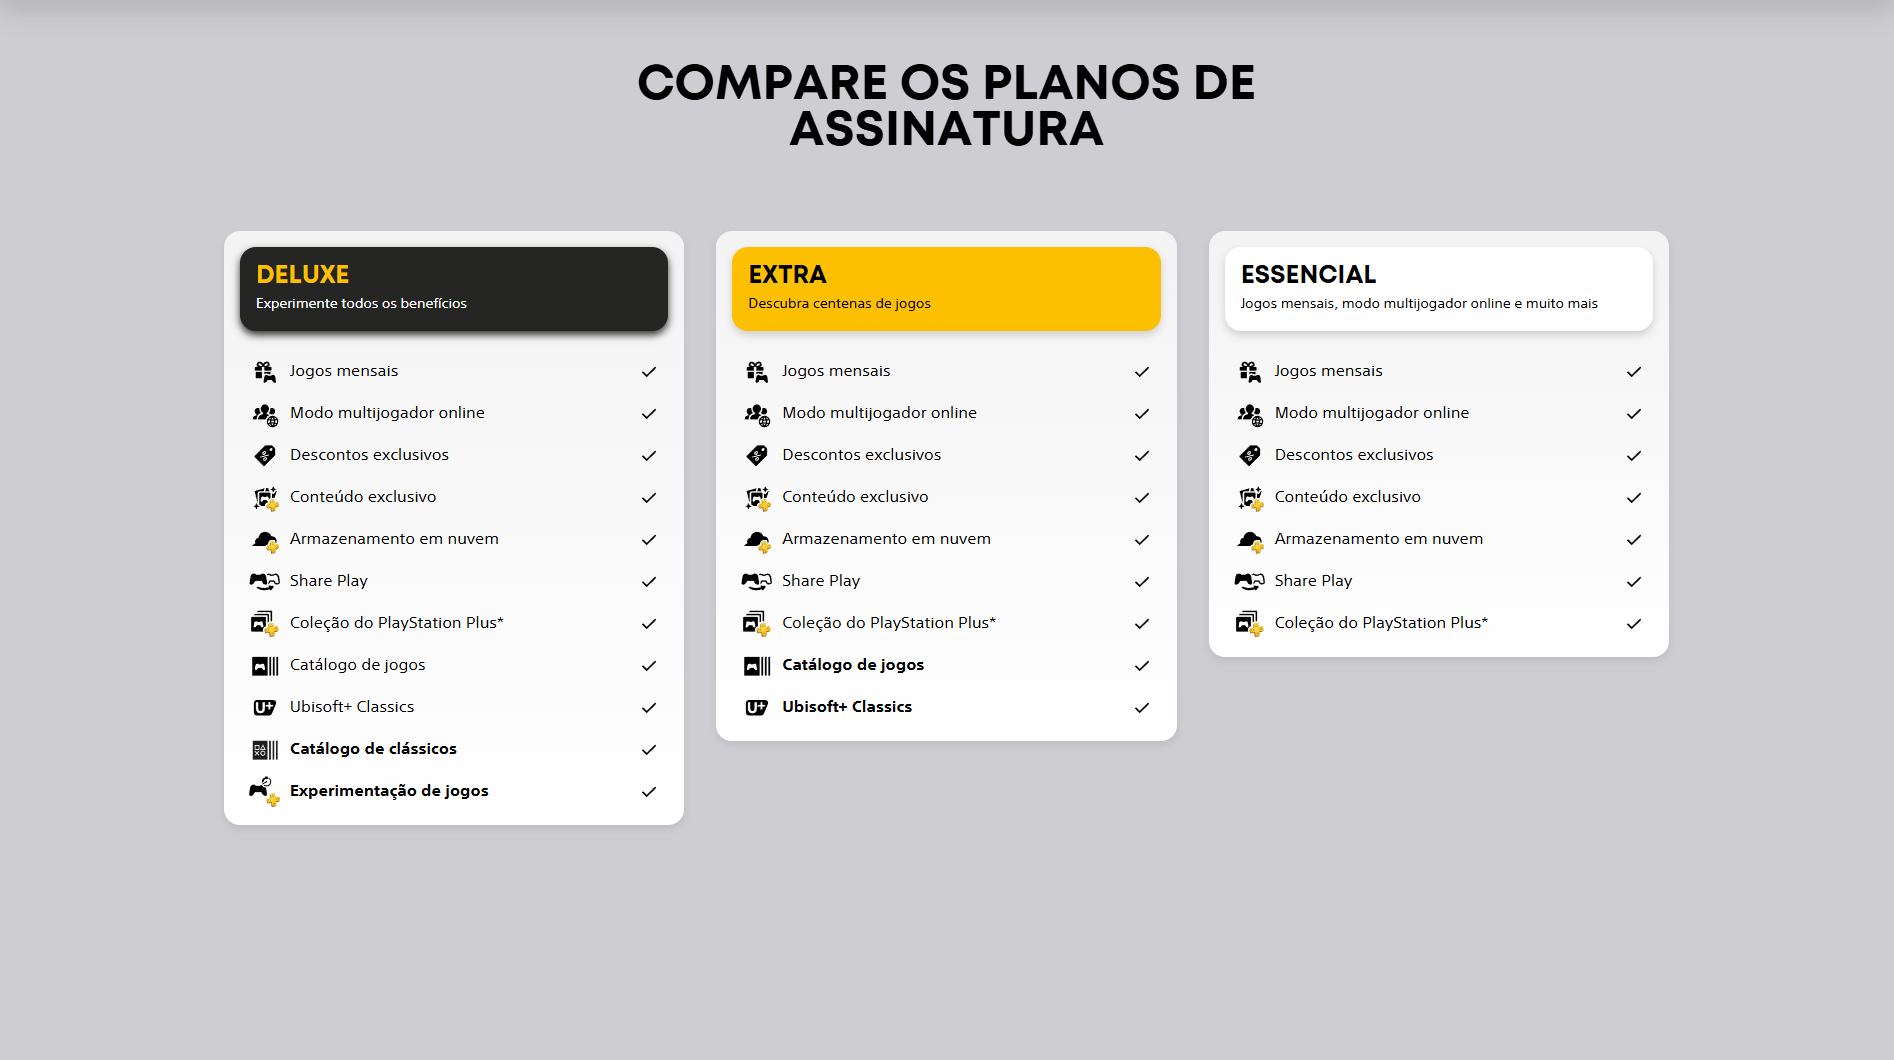 COMPARE OS PLANOS DE
ASSINATURA
DELUXE
Experimente todos os benefícios
Jogos mensais
Modo multijogador online
Descontos exclusivos
Conteúdo exclusivo
Armazenamento em nuvem
Share Play
Coleção do PlayStation Plus*
Catálogo de jogos
Ubisoft+ Classics
Catálogo de clássicos
Experimentação de jogos
EXTRA
Descubra centenas de jogos
Jogos mensais
Modo multijogador online
Descontos exclusivos
Conteúdo exclusivo
Armazenamento em nuvem
Share Play
Coleção do PlayStation Plus*
Catálogo de jogos
Ubisoft+ Classics
ESSENCIAL
Jogos mensais, modo multijogador online e muito mais
Jogos mensais
Modo multijogador online
Descontos exclusivos
Conteúdo exclusivo
Armazenamento em nuvem
Share Play
Coleção do PlayStation Plus*